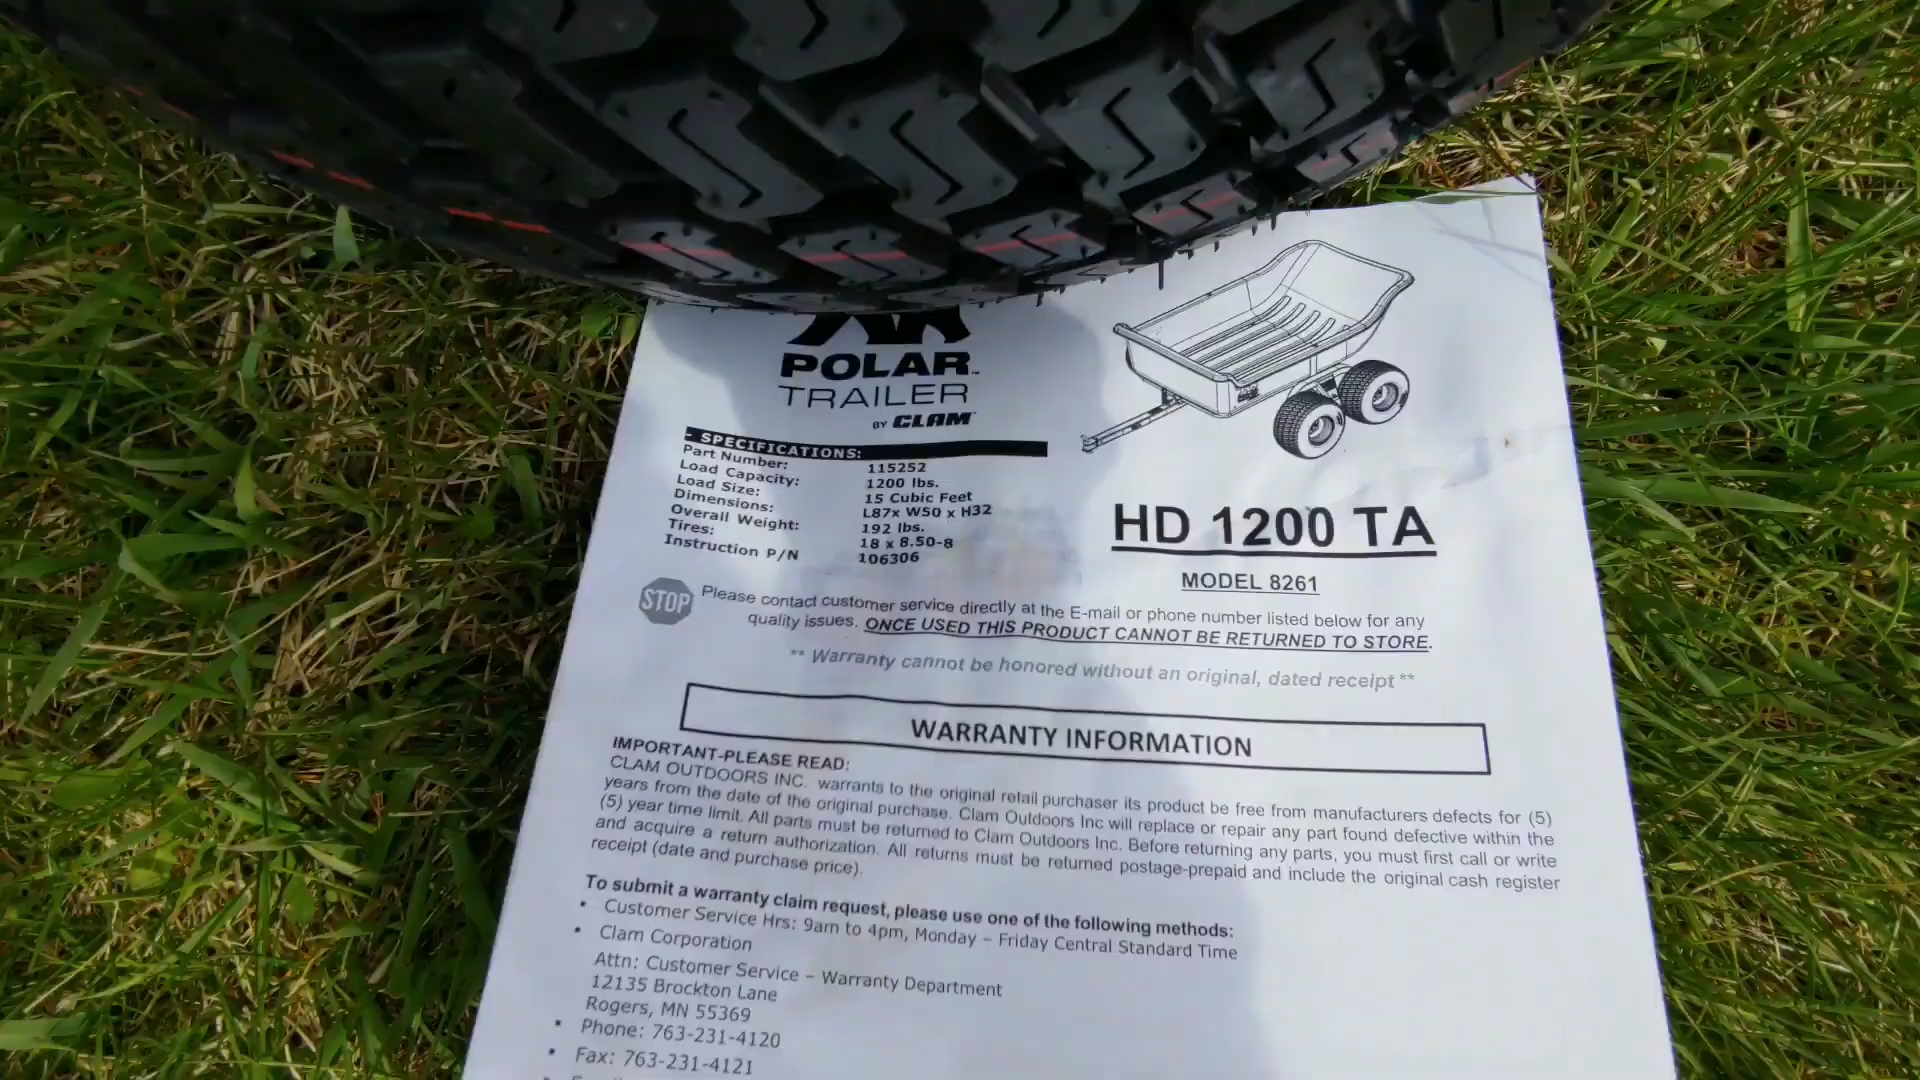 POLAR™
TRAILER
BY CLAM
- SPECIFICATIONS:
Part Number: 115252
Load Capacity: 1200 lbs.
Load Size: 15 Cubic Feet
Dimensions: L87x W50 x H32
Overall Weight: 192 lbs.
Tires: 18 x 8.50-8
Instruction P/N 106306
HD 1200 TA
MODEL 8261
STOP
Please contact customer service directly at the E-mail or phone number listed below for any
quality issues. ONCE USED THIS PRODUCT CANNOT BE RETURNED TO STORE.
** Warranty cannot be honored without an original, dated receipt **
WARRANTY INFORMATION
IMPORTANT-PLEASE READ:
CLAM OUTDOORS INC. warrants to the original retail purchaser its product be free from manufacturers defects for (5)
years from the date of the original purchase. Clam Outdoors Inc will replace or repair any part found defective within the
(5) year time limit. All parts must be returned to Clam Outdoors Inc. Before returning any parts, you must first call or write
and acquire a return authorization. All returns must be returned postage-prepaid and include the original cash register
receipt (date and purchase price).
To submit a warranty claim request, please use one of the following methods:
• Customer Service Hrs: 9am to 4pm, Monday – Friday Central Standard Time
• Clam Corporation
Attn: Customer Service – Warranty Department
12135 Brockton Lane
Rogers, MN 55369
• Phone: 763-231-4120
• Fax: 763-231-4121